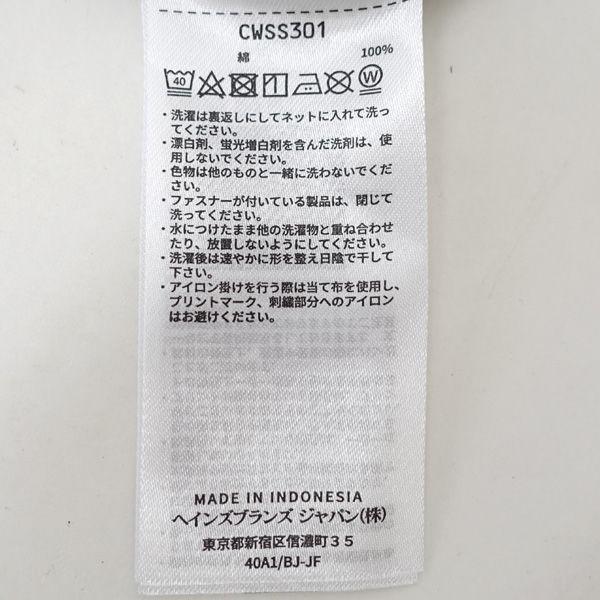 CWSS301
綿 100%
40 W
・洗濯は裏返しにしてネットに入れて洗っ
てください。
・漂白剤、蛍光増白剤を含んだ洗剤は、使
用しないでください。
・色物は他のものと一緒に洗わないでくだ
さい。
・ファスナーが付いている製品は、閉じて
洗ってください。
・水につけたまま他の洗濯物と重ね合わせ
たり、放置しないようにしてください。
・洗濯後は速やかに形を整え日陰で干して
下さい。
・アイロン掛けを行う際は当て布を使用し、
プリントマーク、刺繍部分へのアイロン
はお避けください。
MADE IN INDONESIA
ヘインズブランズ ジャパン(株)
東京都新宿区信濃町35
40A1/BJ-JF